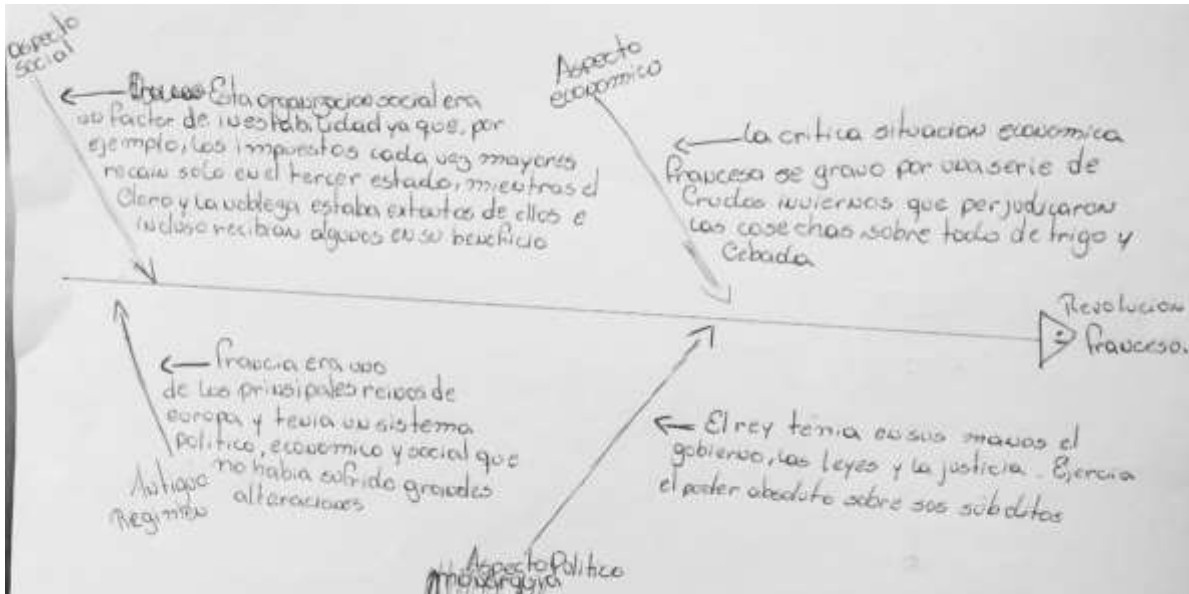 Aspecto
social
Esta organizacion social era
un factor de inestabilidad ya que, por
ejemplo, los impuestos cada vez mayores
recain solo en el tercer estado, mientras el
Clero y la nobleza estaba extentos de ellos e
incluso recibian algunos en su beneficio
Aspecto
economico
La critica situacion economica
francesa se gravo por una serie de
Crudos inviernos que perjudicaron
las cosechas, sobre todo de trigo y
Cebada
Revolucion
francesa.
francia era uno
de los principales reinos de
europa y tenia un sistema
politico, economico y social que
no habia sufrido grandes
alteraciones
Antiguo
Regimen
El rey tenia en sus manos el
gobierno, las leyes y la justicia. Ejercia
el poder absoluto sobre sus súbditos
Aspecto Politico
Monarquia